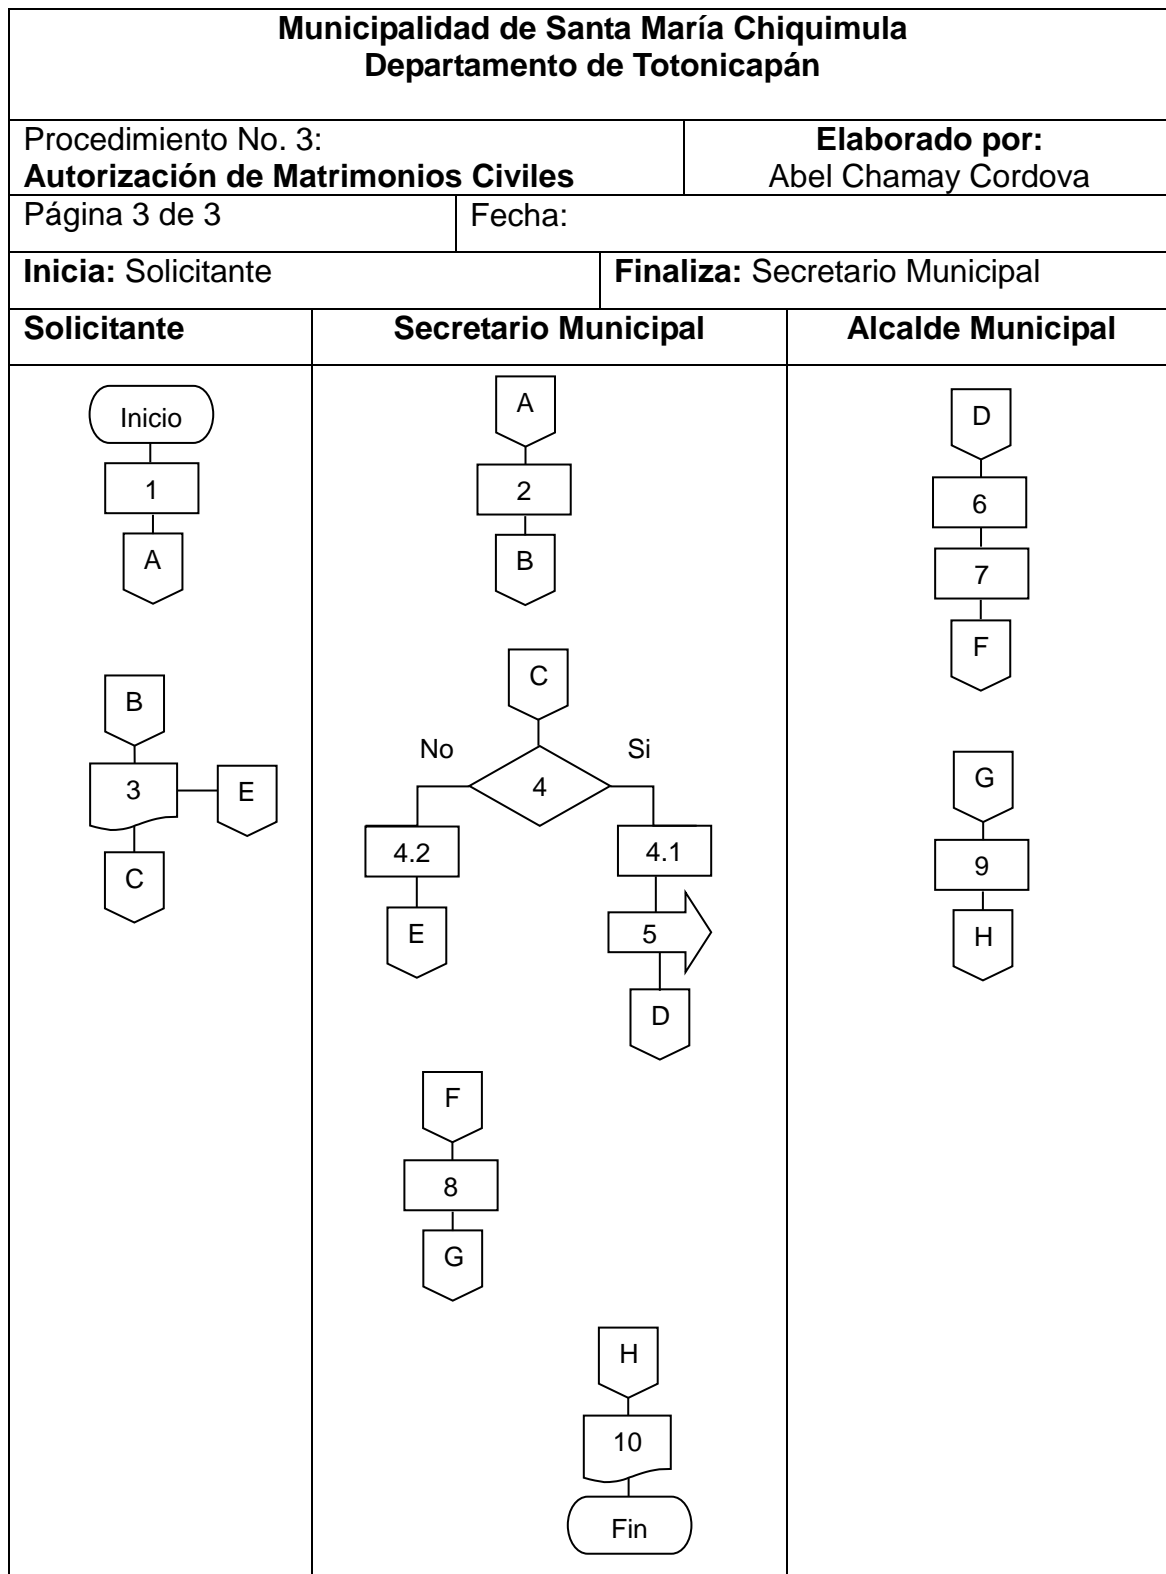 Municipalidad de Santa María Chiquimula
Departamento de Totonicapán
Procedimiento No. 3:
Autorización de Matrimonios Civiles
Elaborado por:
Abel Chamay Cordova
Página 3 de 3
Fecha:
Inicia: Solicitante
Finaliza: Secretario Municipal
Solicitante
Secretario Municipal
Alcalde Municipal
Inicio
1
A
B
3
E
C
A
2
B
C
No
Si
4
4.2
4.1
E
5
D
F
8
G
H
10
Fin
D
6
7
F
G
9
H